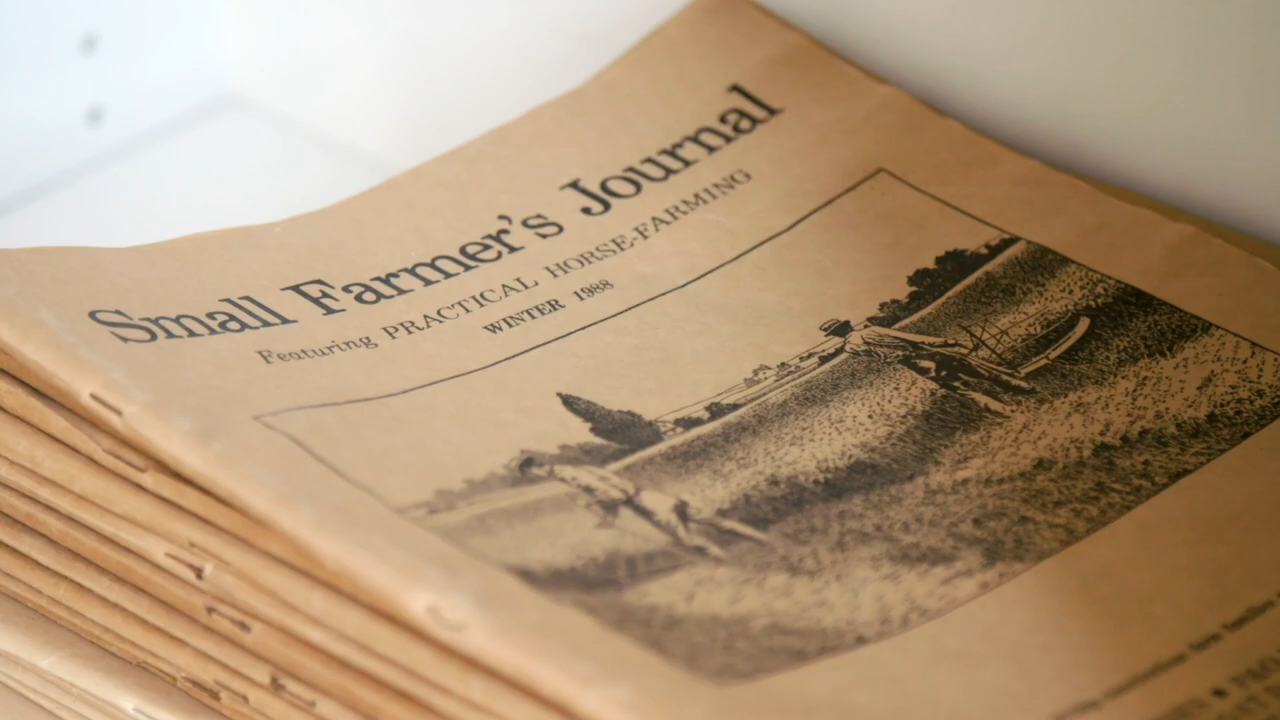 Small Farmer's Journal
Featuring PRACTICAL HORSE-FARMING
WINTER 1988